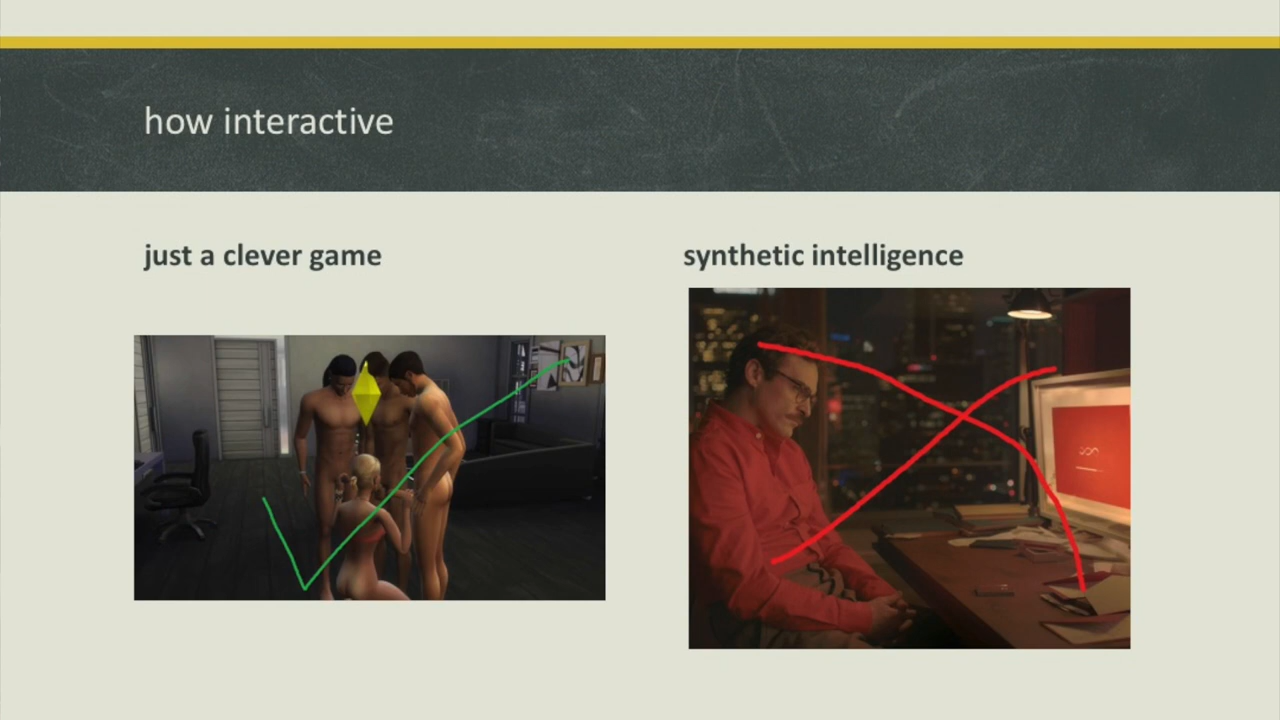 how interactive
just a clever game
synthetic intelligence